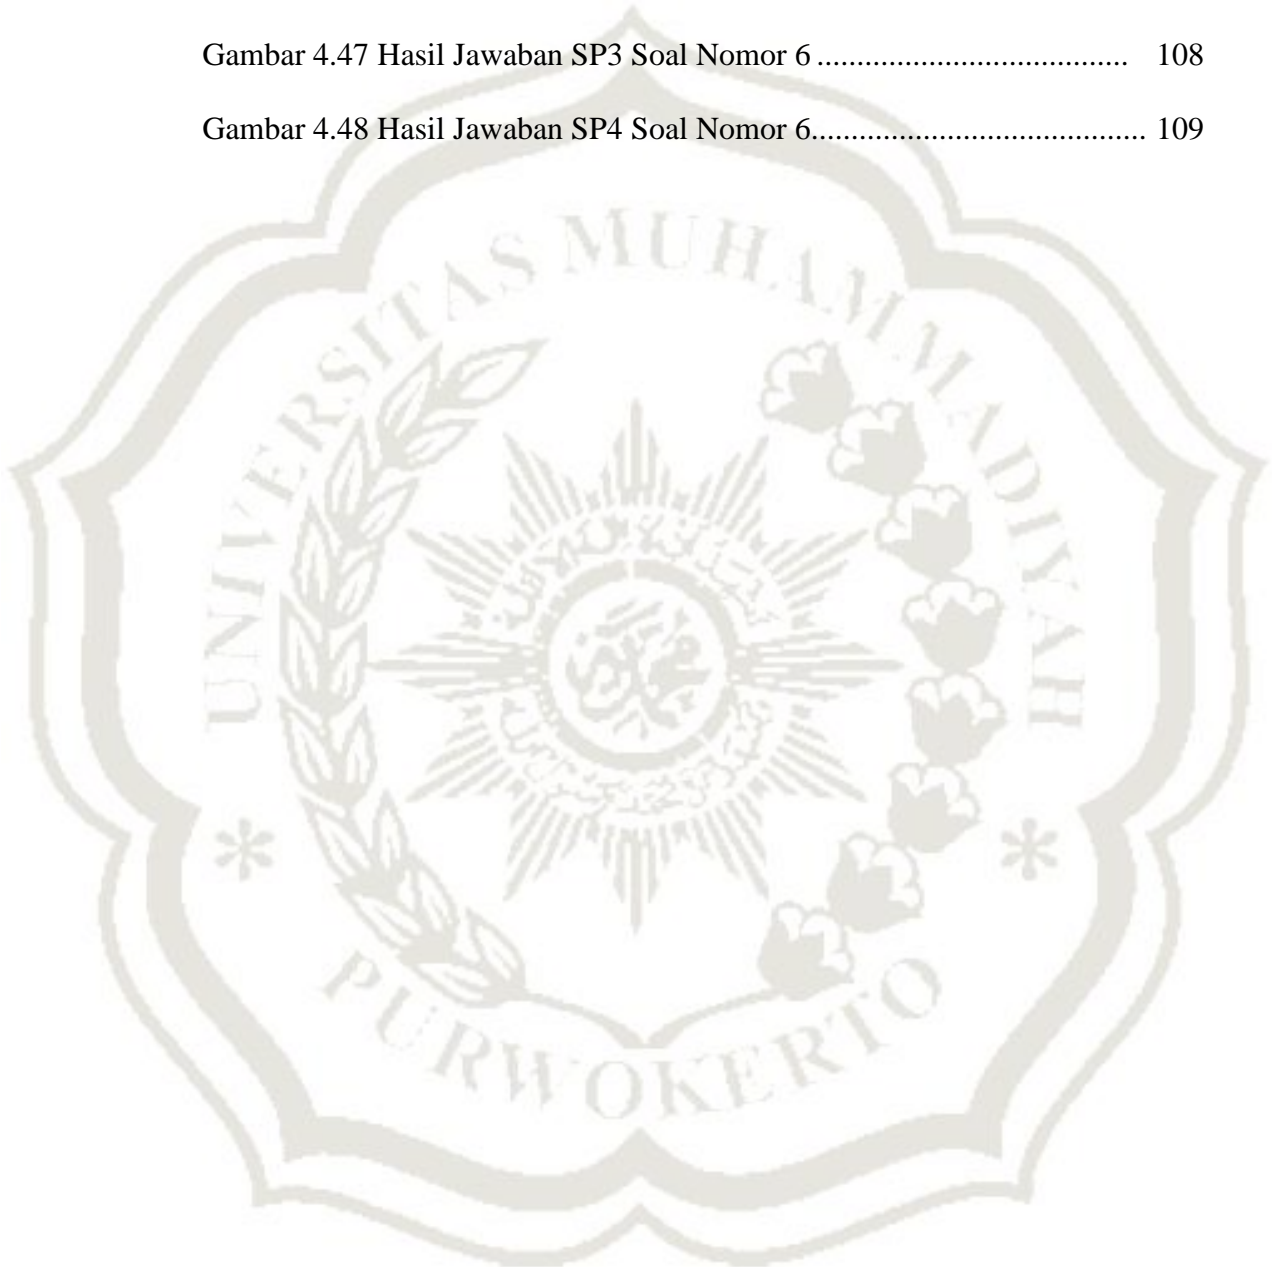 Gambar 4.47 Hasil Jawaban SP3 Soal Nomor 6 ....................................... 108
Gambar 4.48 Hasil Jawaban SP4 Soal Nomor 6.......................................... 109
UNIVERSITAS MUHAMMADIYAH
PURWOKERTO